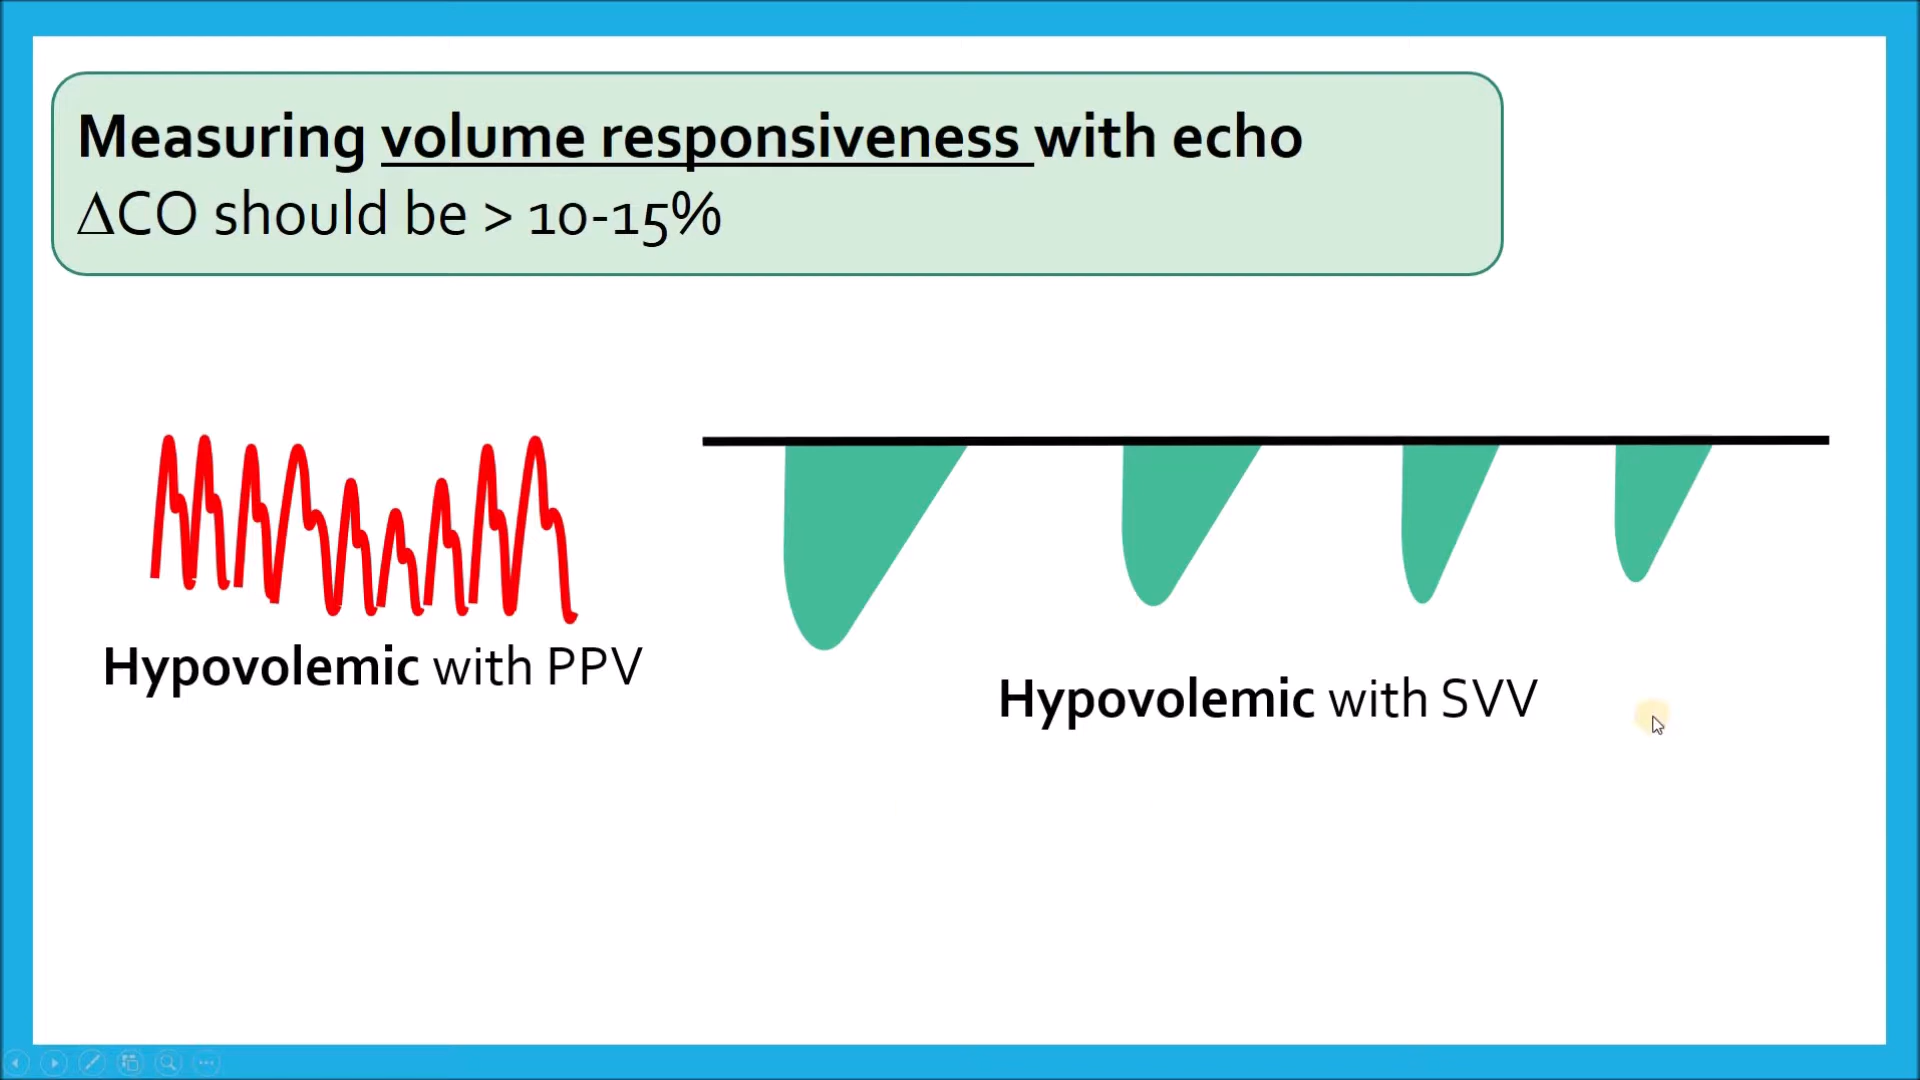 Measuring volume responsiveness with echo
ΔCO should be > 10-15%
Hypovolemic with PPV
Hypovolemic with SVV